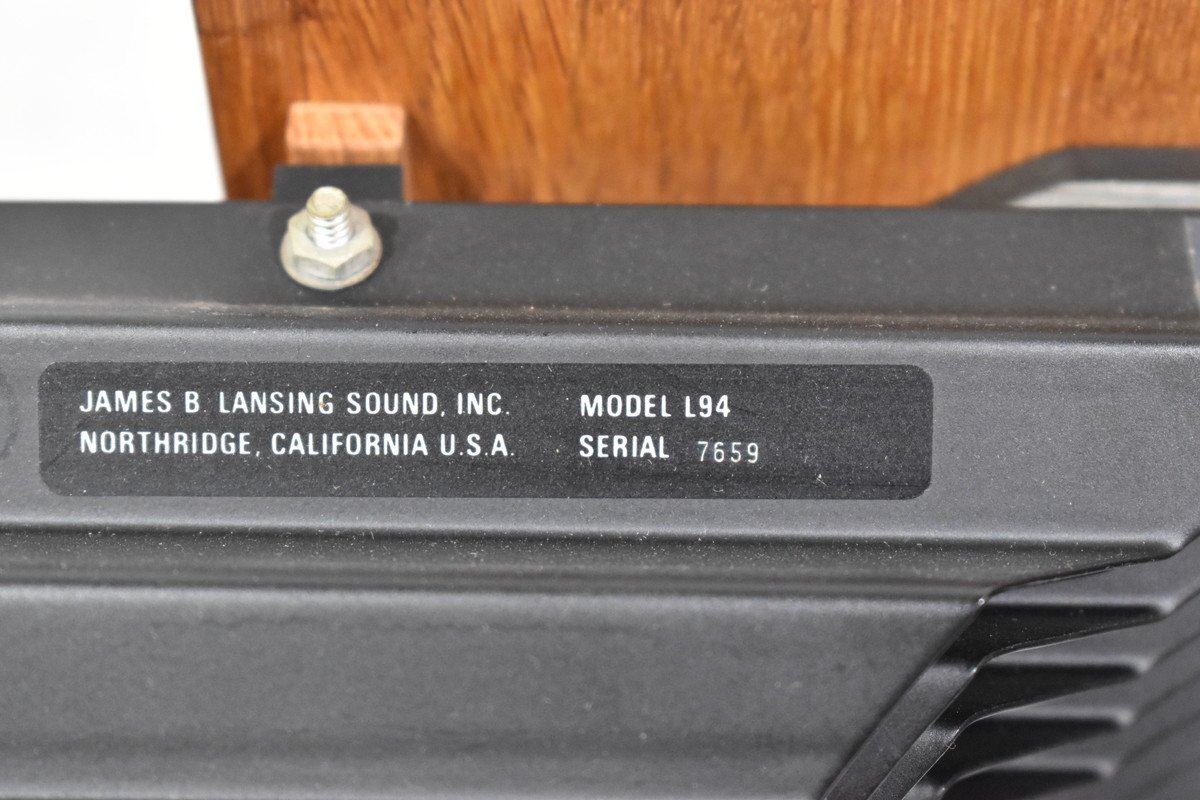 JAMES B. LANSING SOUND, INC.
NORTHRIDGE, CALIFORNIA U.S.A.
MODEL L94
SERIAL 7659